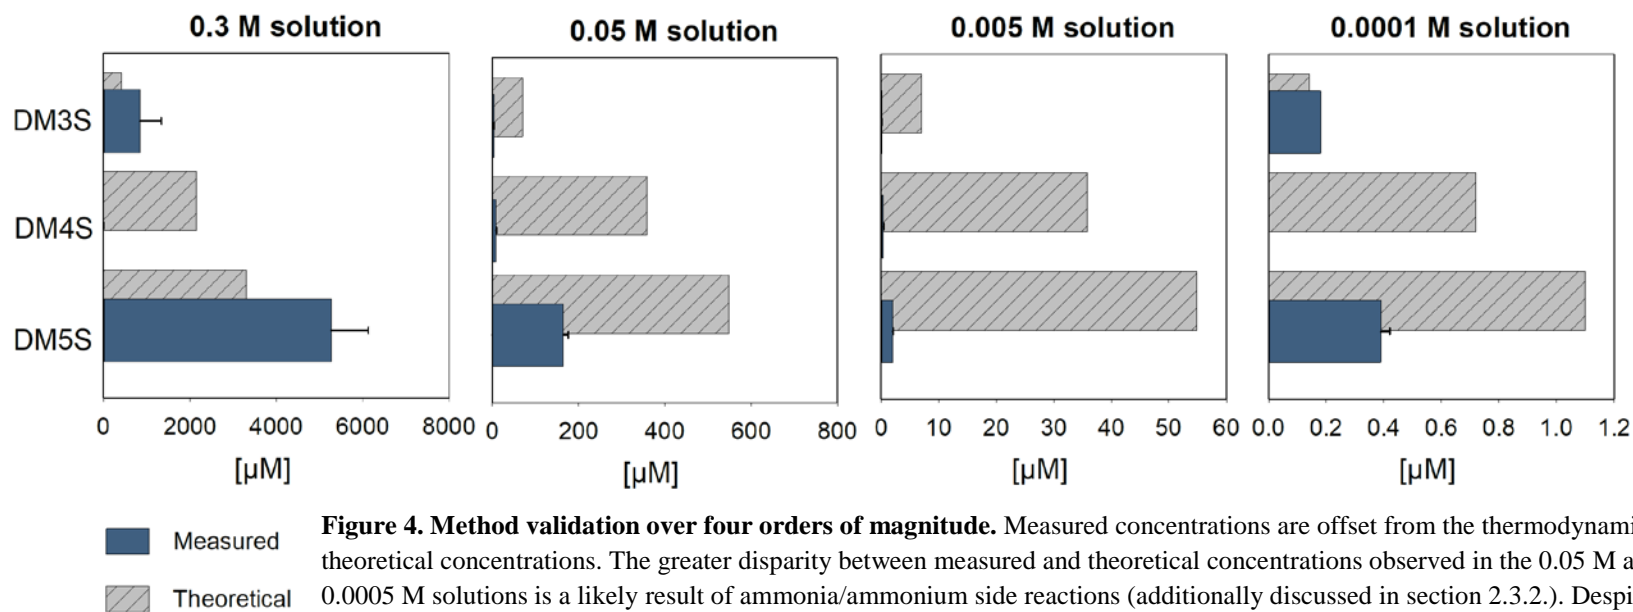 0.3 M solution
0.05 M solution
0.005 M solution
0.0001 M solution
DM3S
DM4S
DM5S
0 2000 4000 6000 8000
0 200 400 600 800
0 10 20 30 40 50 60
0.0 0.2 0.4 0.6 0.8 1.0 1.2
[µM]
[µM]
[µM]
[µM]
Measured
Theoretical
Figure 4. Method validation over four orders of magnitude. Measured concentrations are offset from the thermodynami
theoretical concentrations. The greater disparity between measured and theoretical concentrations observed in the 0.05 M a
0.0005 M solutions is a likely result of ammonia/ammonium side reactions (additionally discussed in section 2.3.2.). Despi